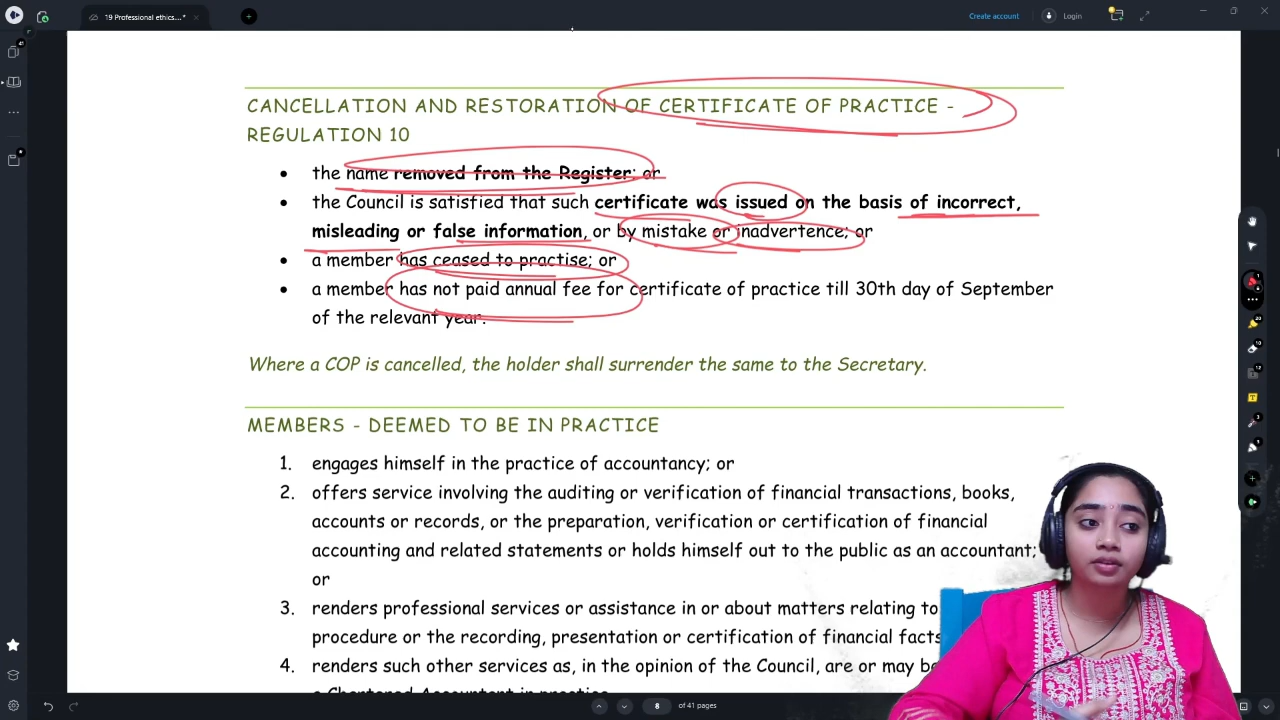 19 Professional ethics....*
Create account
Login
CANCELLATION AND RESTORATION OF CERTIFICATE OF PRACTICE -
REGULATION 10
• the name removed from the Register; or
• the Council is satisfied that such certificate was issued on the basis of incorrect,
misleading or false information, or by mistake or inadvertence; or
• a member has ceased to practise; or
• a member has not paid annual fee for certificate of practice till 30th day of September
of the relevant year.
Where a COP is cancelled, the holder shall surrender the same to the Secretary.
MEMBERS - DEEMED TO BE IN PRACTICE
1. engages himself in the practice of accountancy; or
2. offers service involving the auditing or verification of financial transactions, books,
accounts or records, or the preparation, verification or certification of financial
accounting and related statements or holds himself out to the public as an accountant;
or
3. renders professional services or assistance in or about matters relating to
procedure or the recording, presentation or certification of financial facts
4. renders such other services as, in the opinion of the Council, are or may be
a Chartered Accountant in practice
8 of 41 pages